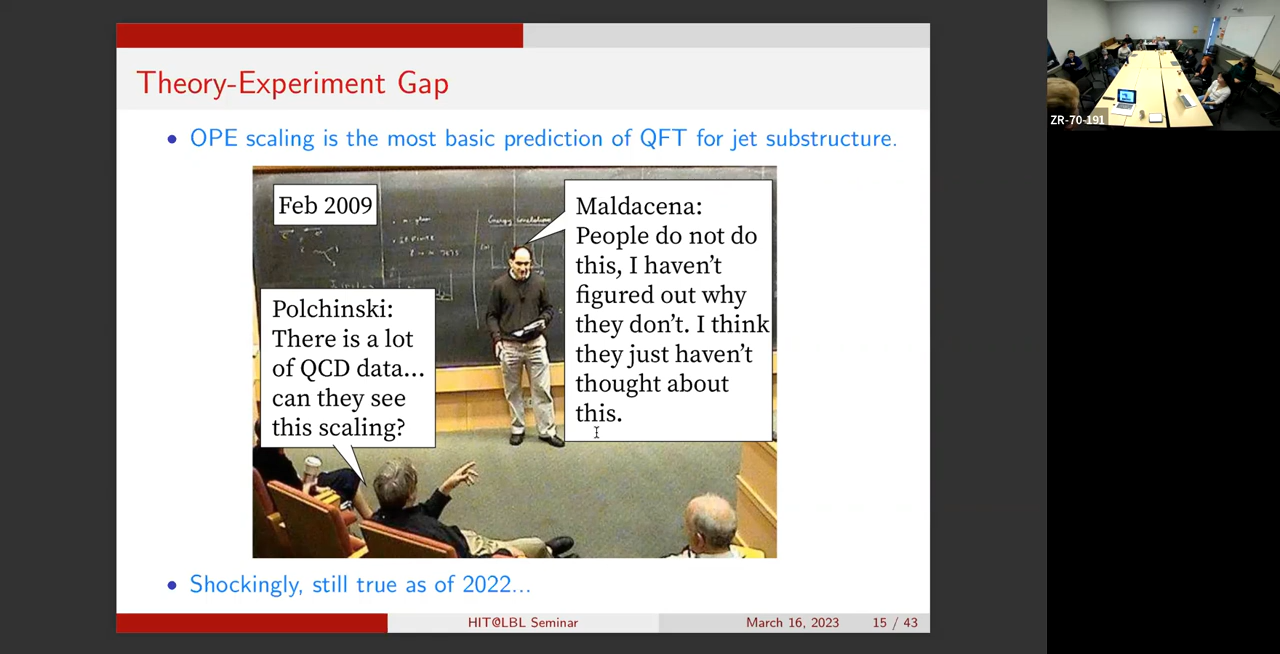 Theory-Experiment Gap
• OPE scaling is the most basic prediction of QFT for jet substructure.
Feb 2009
Maldacena:
People do not do
this, I haven't
figured out why
they don't. I think
they just haven't
thought about
this.
Polchinski:
There is a lot
of QCD data...
can they see
this scaling?
• Shockingly, still true as of 2022...
HIT@LBL Seminar
March 16, 2023
15 / 43
ZR-70-191